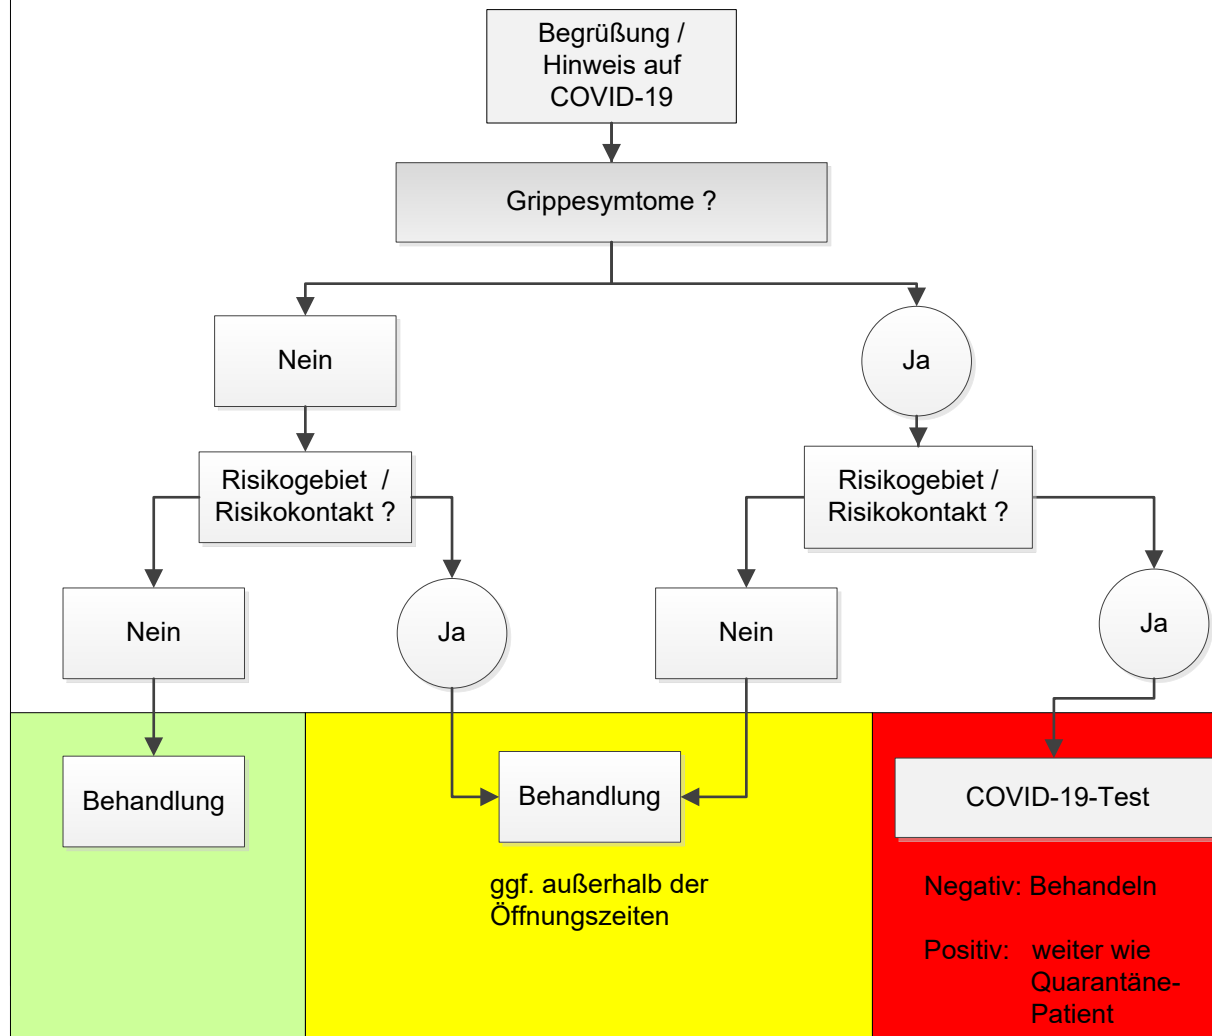 Begrüßung /
Hinweis auf
COVID-19
Grippesymtome ?
Nein
Ja
Risikogebiet /
Risikokontakt ?
Risikogebiet /
Risikokontakt ?
Nein
Ja
Nein
Ja
Behandlung
Behandlung
COVID-19-Test
ggf. außerhalb der
Öffnungszeiten
Negativ: Behandeln
Positiv: weiter wie
Quarantäne-
Patient